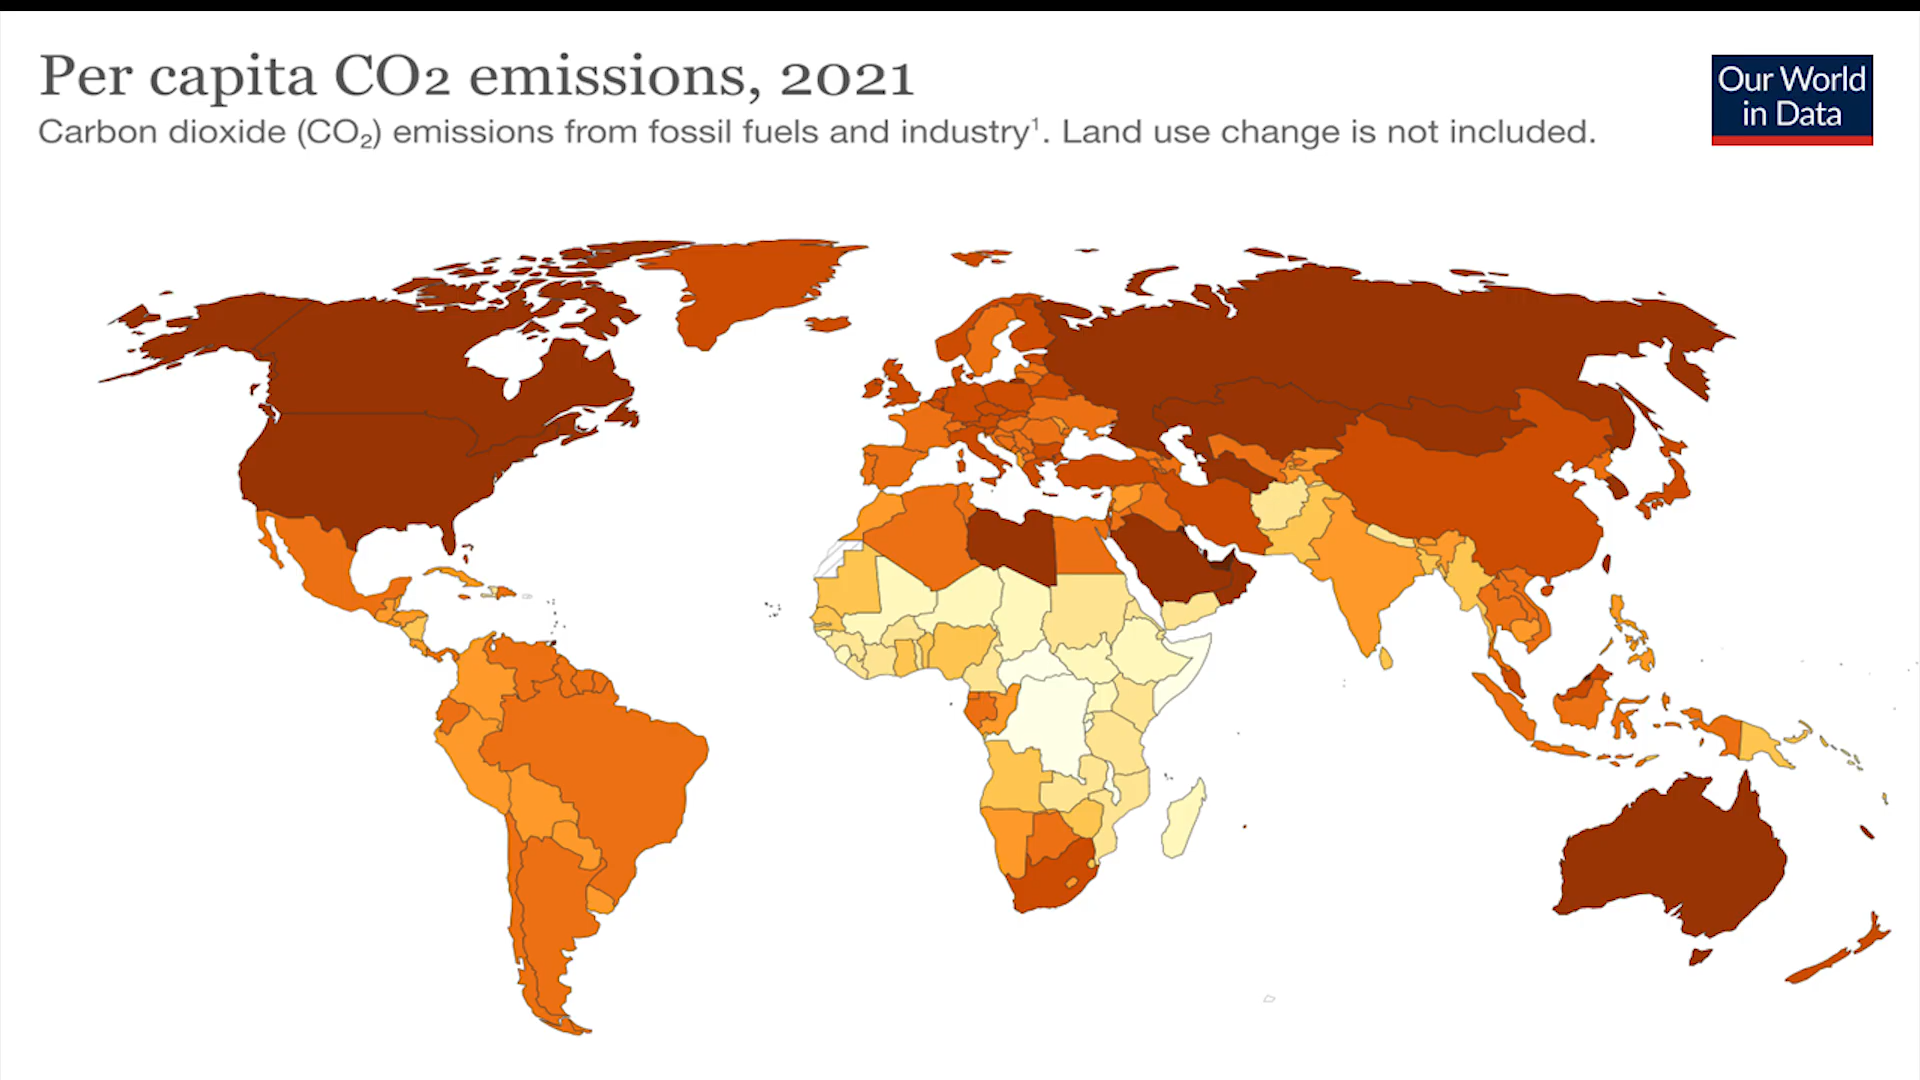 Per capita CO2 emissions, 2021
Carbon dioxide (CO₂) emissions from fossil fuels and industry¹. Land use change is not included.
Our World
in Data